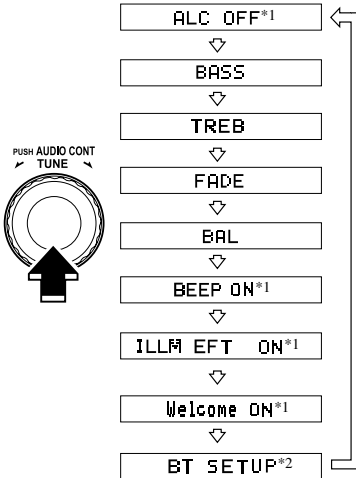 ALC OFF*1
BASS
TREB
PUSH AUDIO CONT
TUNE
FADE
BAL
BEEP ON*1
ILLM EFT ON*1
Welcome ON*1
BT SETUP*2